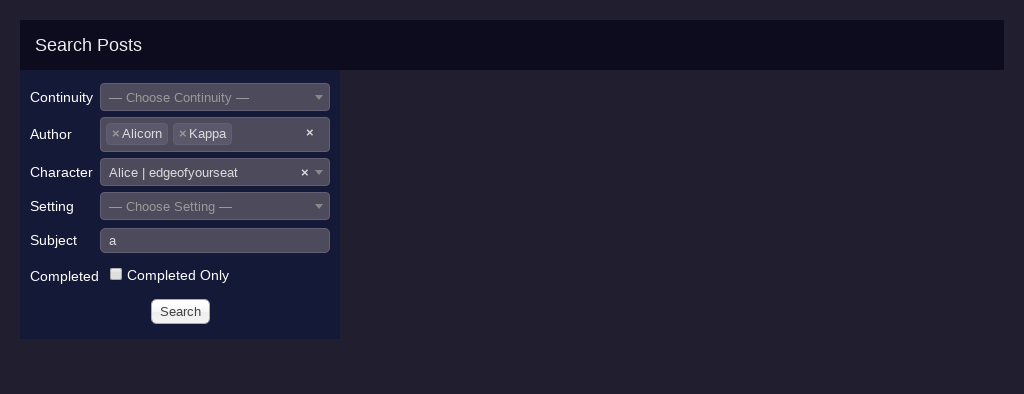 Search Posts
Continuity — Choose Continuity —
Author × Alicorn × Kappa ×
Character Alice | edgeofyourseat ×
Setting — Choose Setting —
Subject a
Completed Completed Only
Search